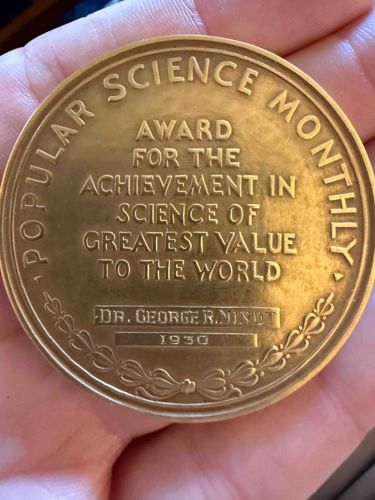 POPULAR SCIENCE MONTHLY
AWARD
FOR THE
ACHIEVEMENT IN
SCIENCE OF
GREATEST VALUE
TO THE WORLD
DR. GEORGE R. MINOT
1930